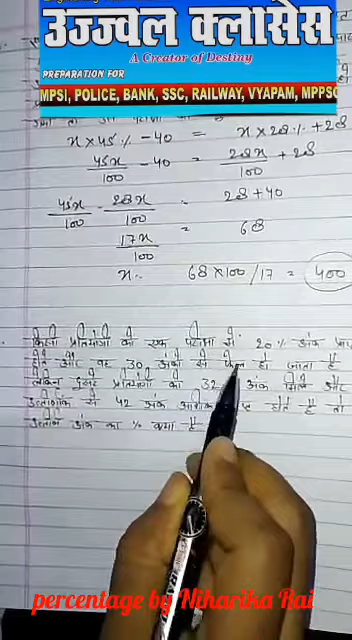 उज्ज्वल क्लासेस
A Creator of Destiny
PREPARATION FOR
MPSI, POLICE, BANK, SSC, RAILWAY, VYAPAM, MPPSC
x × 45 % - 40 = x × 28 % + 28
45x/100 - 40 = 28x/100 + 28
45x/100 - 28x/100 = 28 + 40
17x/100 = 68
x = 68 × 100 / 17 = 400
किसी प्रतियोगी को एक परीक्षा में 20 % अंक
होते और वह 30 अंकों से फेल हो जाता है
लेकिन दूसरे प्रतियोगी को 32 अंक मिले और
उत्तीर्णांक से 42 अंक अधिक होते है तो
उत्तीर्ण अंक का % क्या है
percentage by Niharika Rai